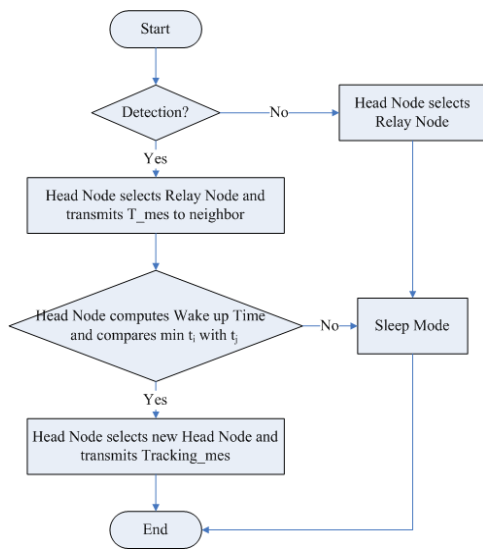 Start
Detection?
No
Head Node selects
Relay Node
Yes
Head Node selects Relay Node and
transmits T_mes to neighbor
Head Node computes Wake up Time
and compares min tᵢ with tⱼ
No
Sleep Mode
Yes
Head Node selects new Head Node and
transmits Tracking_mes
End